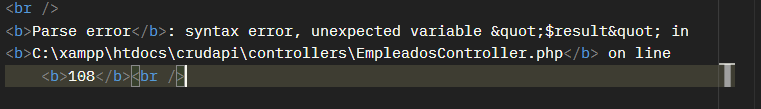 <br />
<b>Parse error</b>: syntax error, unexpected variable &quot;$result&quot; in
<b>C:\xampp\htdocs\crudapi\controllers\EmpleadosController.php</b> on line
<b>108</b><br />